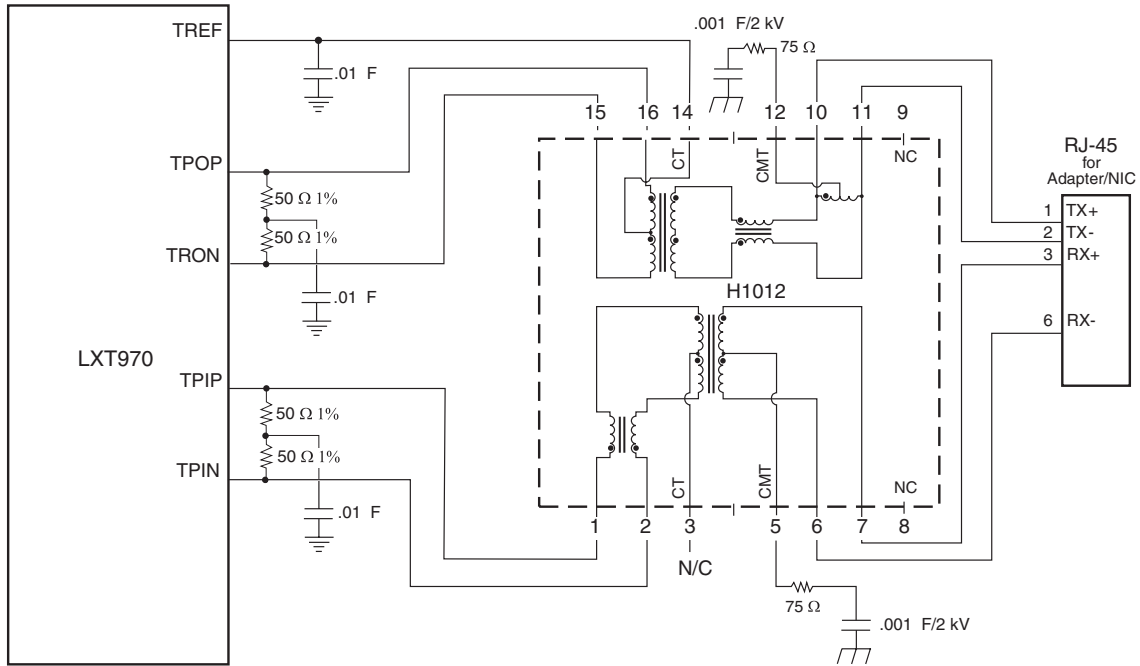 .001 F/2 kV
75 Ω
TREF
.01 F
15 16 14 12 10 11 9
CT
CMT
NC
RJ-45
for
Adapter/NIC
TPOP
50 Ω 1%
50 Ω 1%
TRON
.01 F
1 TX+
2 TX-
3 RX+
6 RX-
H1012
LXT970
TPIP
50 Ω 1%
50 Ω 1%
TPIN
.01 F
CT
CMT
NC
1 2 3 5 6 7 8
N/C
75 Ω
.001 F/2 kV